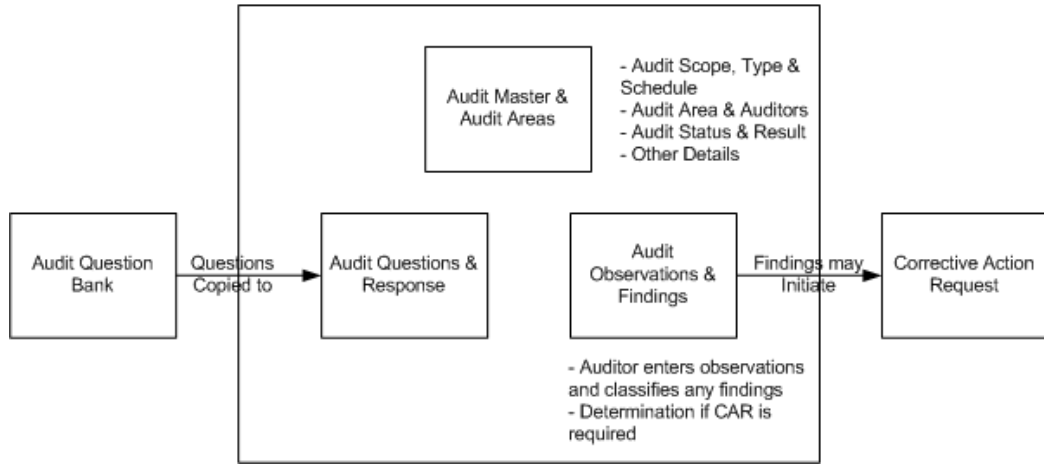 Audit Master &
Audit Areas
- Audit Scope, Type &
Schedule
- Audit Area & Auditors
- Audit Status & Result
- Other Details
Audit Question
Bank
Questions
Copied to
Audit Questions &
Response
Audit
Observations &
Findings
Findings may
Initiate
Corrective Action
Request
- Auditor enters observations
and classifies any findings
- Determination if CAR is
required